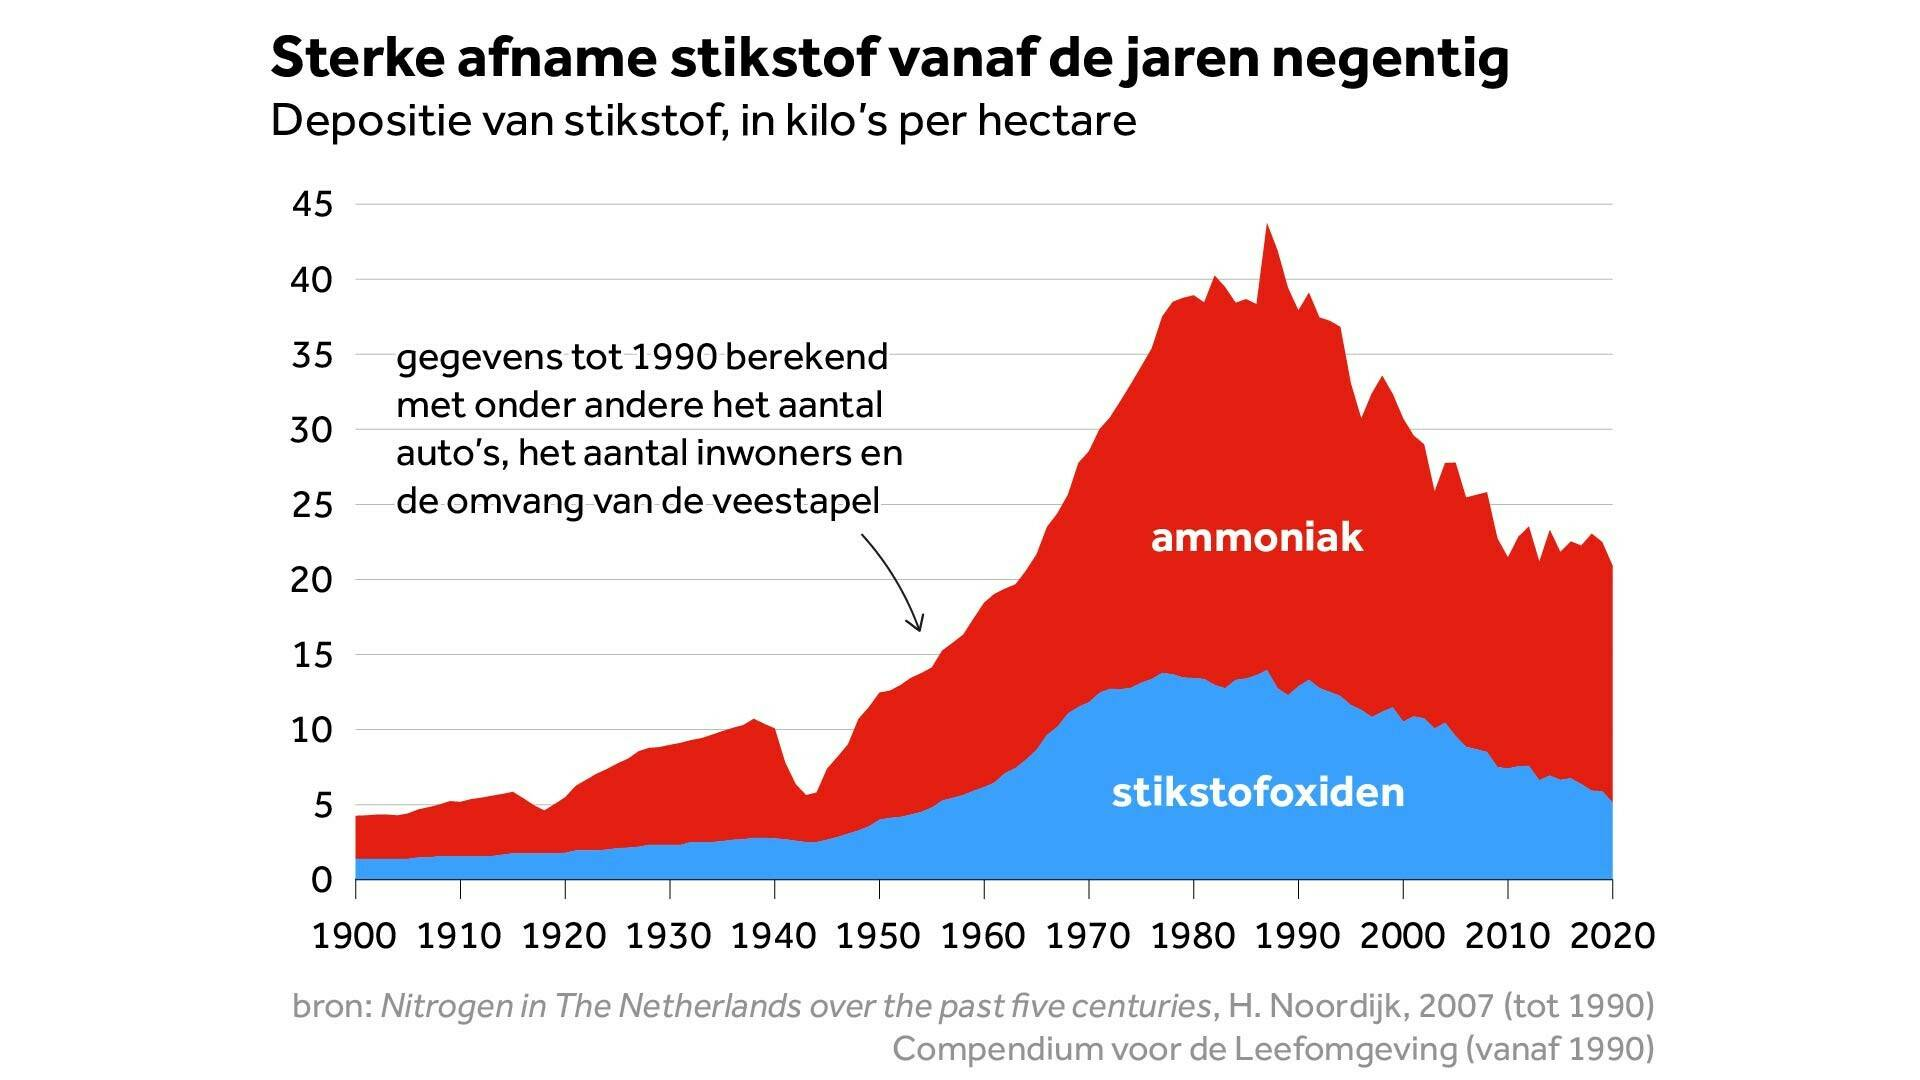 Sterke afname stikstof vanaf de jaren negentig
Depositie van stikstof, in kilo's per hectare
45
40
35
30
25
20
15
10
5
0
gegevens tot 1990 berekend
met onder andere het aantal
auto's, het aantal inwoners en
de omvang van de veestapel
ammoniak
stikstofoxiden
1900 1910 1920 1930 1940 1950 1960 1970 1980 1990 2000 2010 2020
bron: Nitrogen in The Netherlands over the past five centuries, H. Noordijk, 2007 (tot 1990)
Compendium voor de Leefomgeving (vanaf 1990)